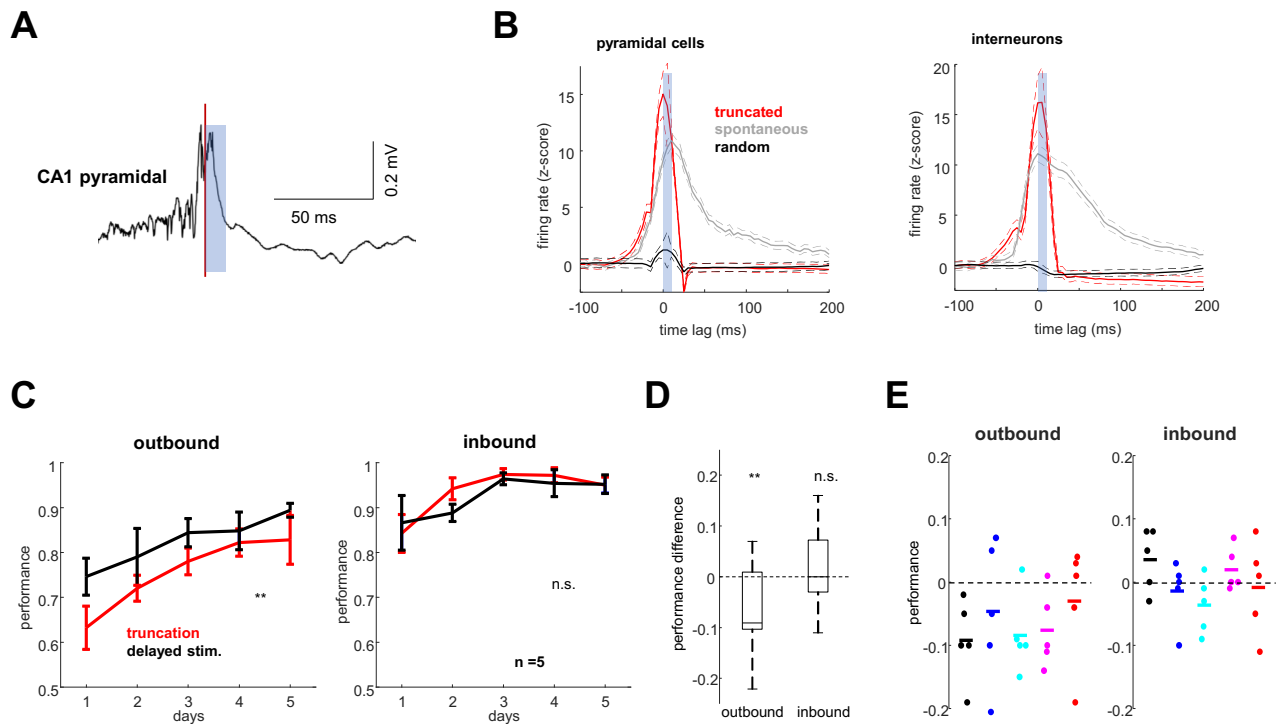 A
CA1 pyramidal
0.2 mV
50 ms
B
pyramidal cells
interneurons
firing rate (z-score)
15
10
5
0
truncated
spontaneous
random
-100
0
100
200
time lag (ms)
firing rate (z-score)
20
15
10
5
0
-100
0
100
200
time lag (ms)
C
outbound
inbound
performance
1
0.9
0.8
0.7
0.6
0.5
**
truncation
delayed stim.
1
2
3
4
5
days
performance
1
0.9
0.8
0.7
0.6
0.5
n.s.
n =5
1
2
3
4
5
days
D
performance difference
0.2
0.1
0
-0.1
-0.2
**
n.s.
outbound
inbound
E
outbound
inbound
performance
0.2
0.1
0
-0.1
-0.2
0.2
0.1
0
-0.1
-0.2